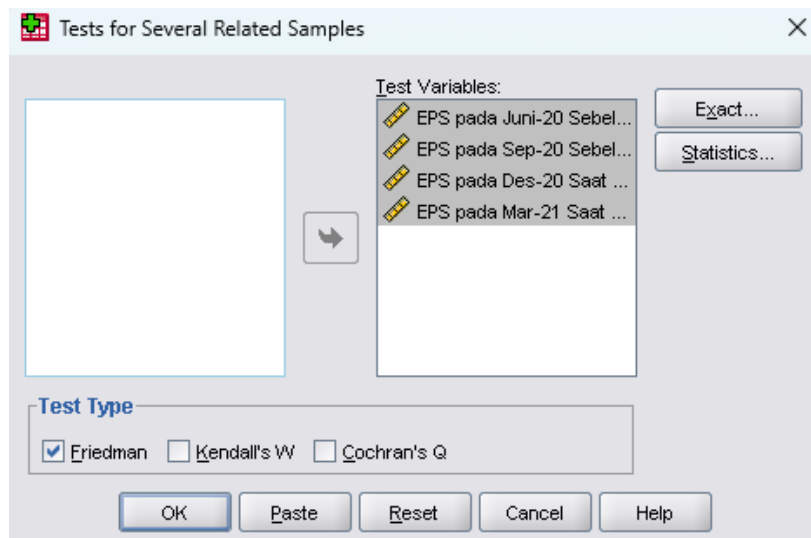 Tests for Several Related Samples
Test Variables:
EPS pada Juni-20 Sebel...
EPS pada Sep-20 Sebel...
EPS pada Des-20 Saat ...
EPS pada Mar-21 Saat ...
Exact...
Statistics...
Test Type
Friedman Kendall's W Cochran's Q
OK Paste Reset Cancel Help